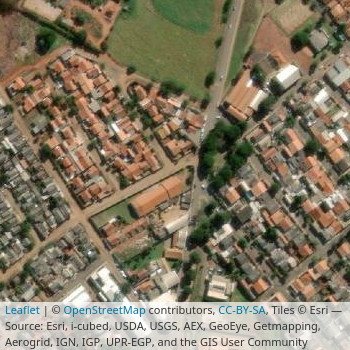 Leaflet | © OpenStreetMap contributors, CC-BY-SA, Tiles © Esri —
Source: Esri, i-cubed, USDA, USGS, AEX, GeoEye, Getmapping,
Aerogrid, IGN, IGP, UPR-EGP, and the GIS User Community